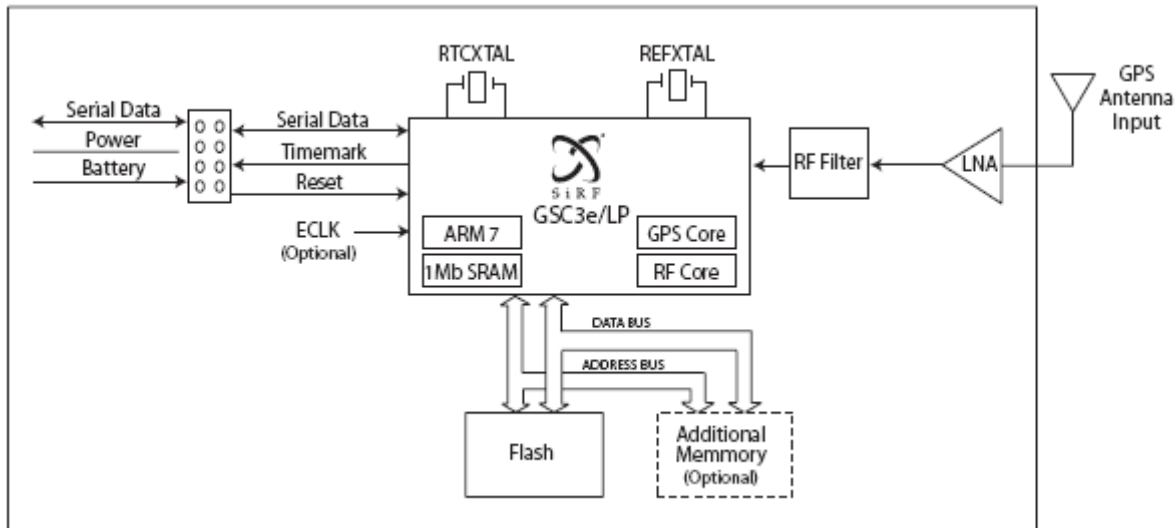 RTCXTAL
REFXTAL
GPS
Antenna
Input
Serial Data
Power
Battery
Serial Data
Timemark
Reset
ECLK
(Optional)
SiRF
GSC3e/LP
ARM 7
GPS Core
1Mb SRAM
RF Core
RF Filter
LNA
DATA BUS
ADDRESS BUS
Flash
Additional
Memmory
(Optional)